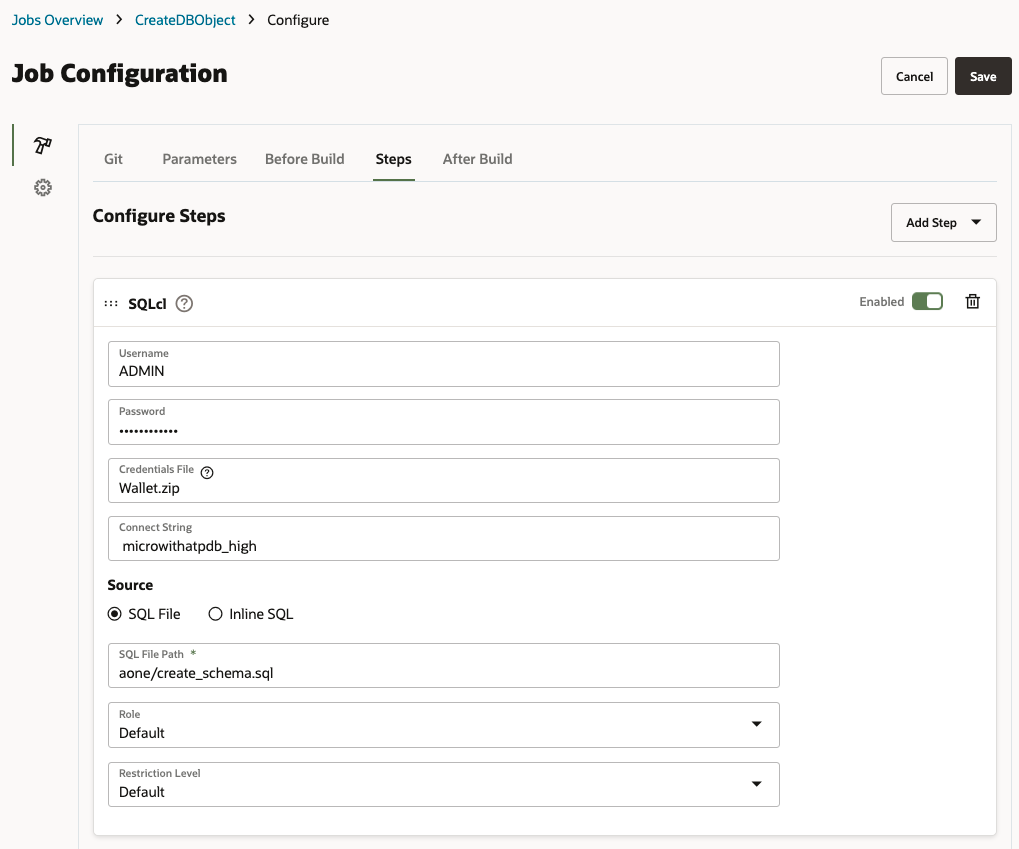 Jobs Overview > CreateDBObject > Configure
Job Configuration
Cancel
Save
Git
Parameters
Before Build
Steps
After Build
Configure Steps
Add Step
SQLcl ?
Enabled
Username
ADMIN
Password
••••••••••••
Credentials File ?
Wallet.zip
Connect String
microwithatpdb_high
Source
SQL File
Inline SQL
SQL File Path *
aone/create_schema.sql
Role
Default
Restriction Level
Default